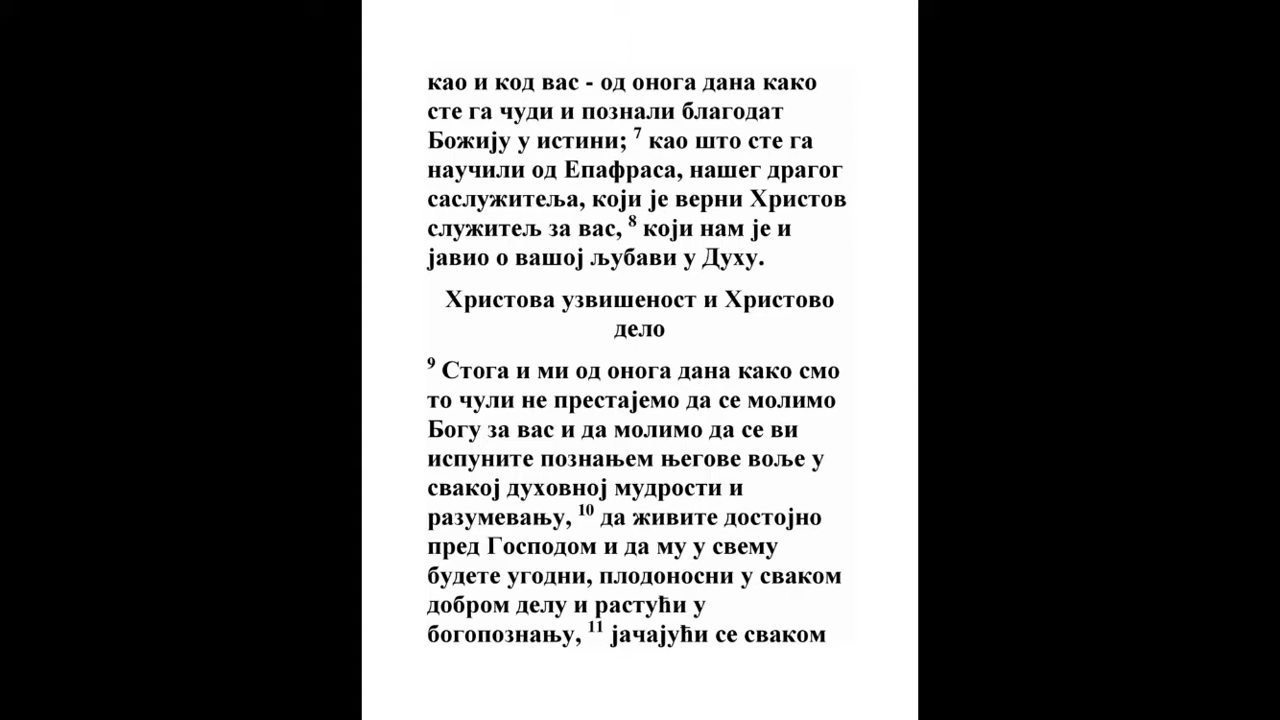 као и код вас - од онога дана како
сте га чуди и познали благодат
Божију у истини; 7 као што сте га
научили од Епафраса, нашег драгог
саслужитеља, који је верни Христов
служитељ за вас, 8 који нам је и
јавио о вашој љубави у Духу.
Христова узвишеност и Христово
дело
9 Стога и ми од онога дана како смо
то чули не престајемо да се молимо
Богу за вас и да молимо да се ви
испуните познањем његове воље у
свакој духовној мудрости и
разумевању, 10 да живите достојно
пред Господом и да му у свему
будете угодни, плодоносни у сваком
добром делу и растући у
богопознању, 11 јачајући се сваком